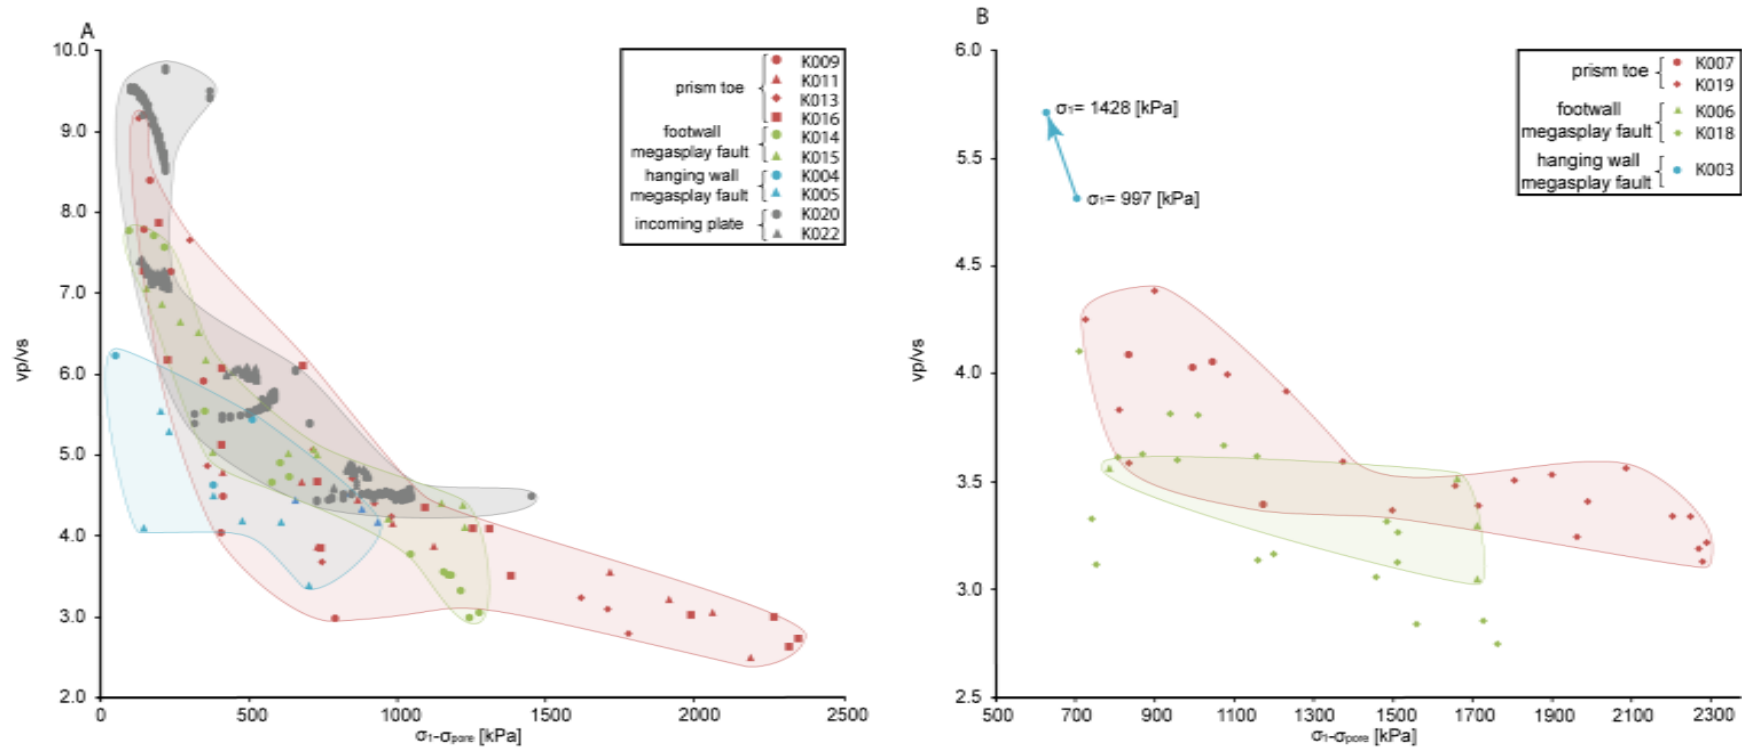 A
10.0
9.0
8.0
7.0
6.0
5.0
4.0
3.0
2.0
vp/vs
0
500
1000
1500
2000
2500
σ₁-σpore [kPa]
prism toe
K009
K011
K013
K016
footwall
megasplay fault
K014
K015
hanging wall
megasplay fault
K004
K005
incoming plate
K020
K022
B
6.0
5.5
4.5
4.0
3.5
3.0
2.5
vp/vs
500
700
900
1100
1300
1500
1700
1900
2100
2300
σ₁-σpore [kPa]
σ₁= 1428 [kPa]
σ₁= 997 [kPa]
prism toe
K007
K019
footwall
megasplay fault
K006
K018
hanging wall
megasplay fault
K003